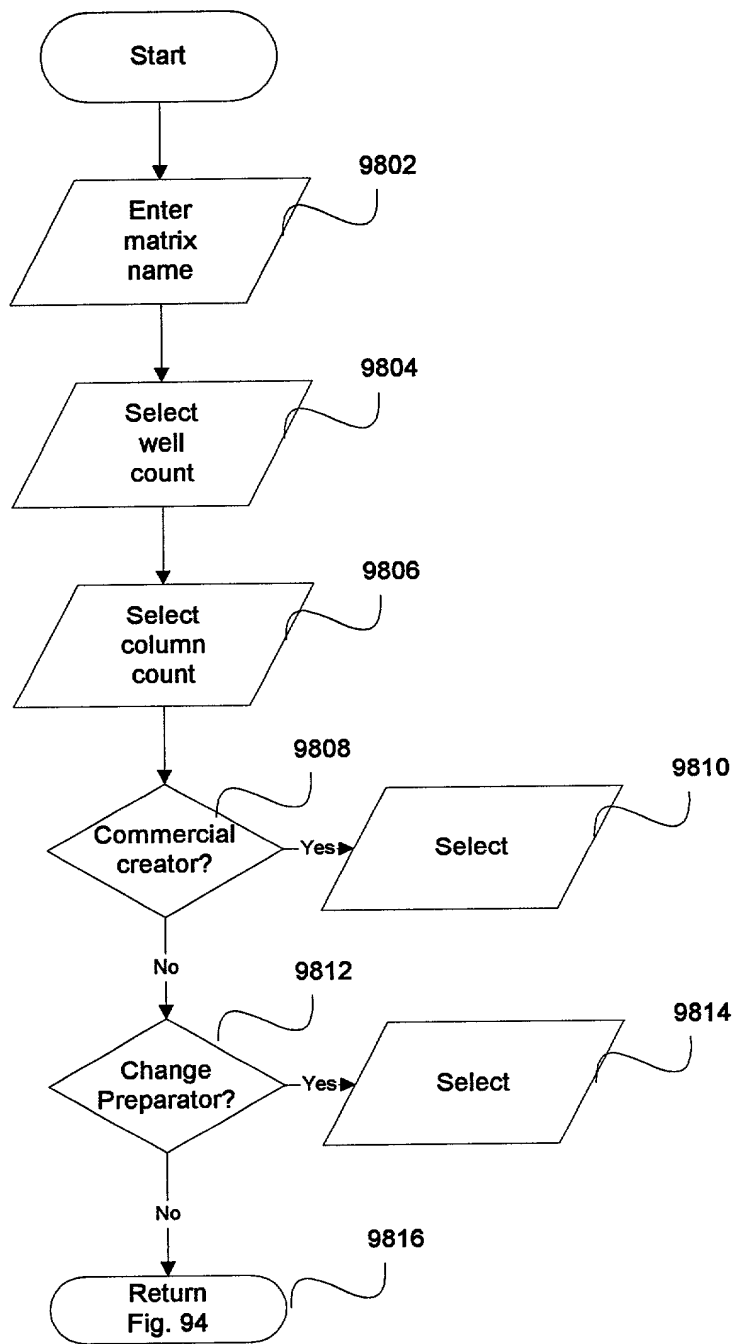 Start
9802
Enter
matrix
name
9804
Select
well
count
9806
Select
column
count
9808
9810
Commercial
creator?
Yes
Select
No
9812
9814
Change
Preparator?
Yes
Select
No
9816
Return
Fig. 94